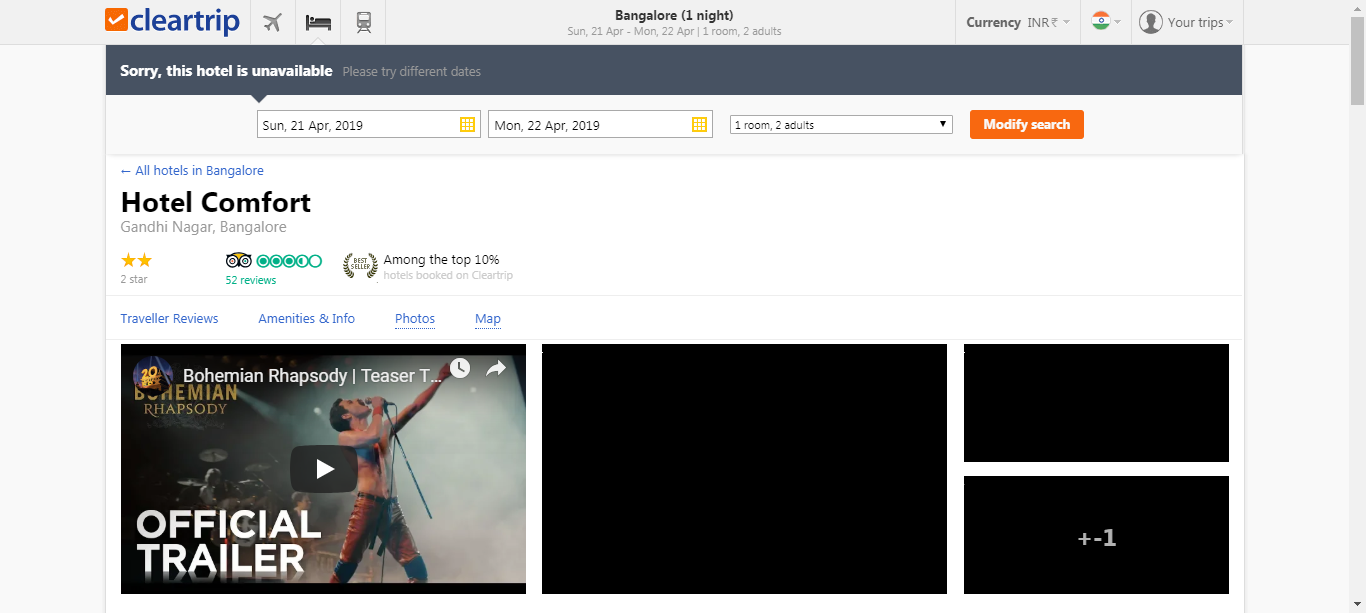 cleartrip
Bangalore (1 night)
Sun, 21 Apr - Mon, 22 Apr | 1 room, 2 adults
Currency INR₹
Your trips
Sorry, this hotel is unavailable Please try different dates
Sun, 21 Apr, 2019
Mon, 22 Apr, 2019
1 room, 2 adults
Modify search
← All hotels in Bangalore
Hotel Comfort
Gandhi Nagar, Bangalore
2 star
52 reviews
BEST SELLER
Among the top 10%
hotels booked on Cleartrip
Traveller Reviews
Amenities & Info
Photos
Map
Bohemian Rhapsody | Teaser T...
20
BOHEMIAN
RHAPSODY
OFFICIAL
TRAILER
+-1